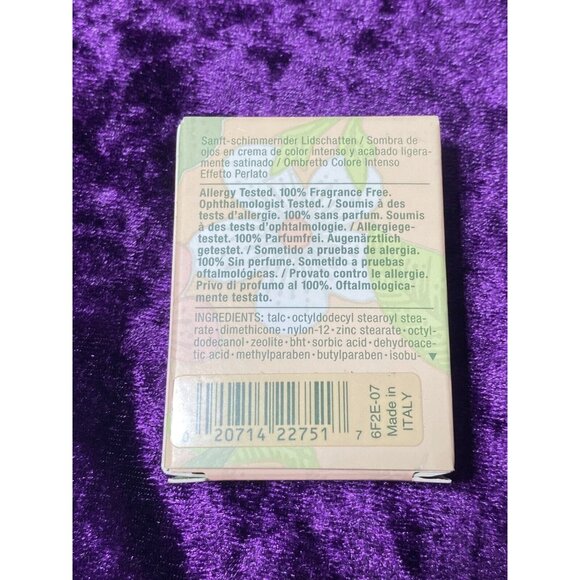 Sanft-schimmernder Lidschatten / Sombra de
ojos en crema de color intenso y acabado ligera-
mente satinado / Ombretto Colore Intenso
Effetto Perlato
Allergy Tested. 100% Fragrance Free.
Ophthalmologist Tested. / Soumis à des
tests d'allergie. 100% sans parfum. Soumis
à des tests d'ophtalmologie. / Allergiege-
testet. 100% Parfumfrei. Augenärztlich
getestet. / Sometido a pruebas de alergia.
100% Sin perfume. Sometido a pruebas
oftalmológicas. / Provato contro le allergie.
Privo di profumo al 100%. Oftalmologica-
mente testato.
INGREDIENTS: talc • octyldodecyl stearoyl stea-
rate • dimethicone • nylon-12 • zinc stearate • octyl-
dodecanol • zeolite • bht • sorbic acid • dehydroace-
tic acid • methylparaben • butylparaben • isobu- ▼
0 20714 22751 7
6F2E-07
Made in
ITALY